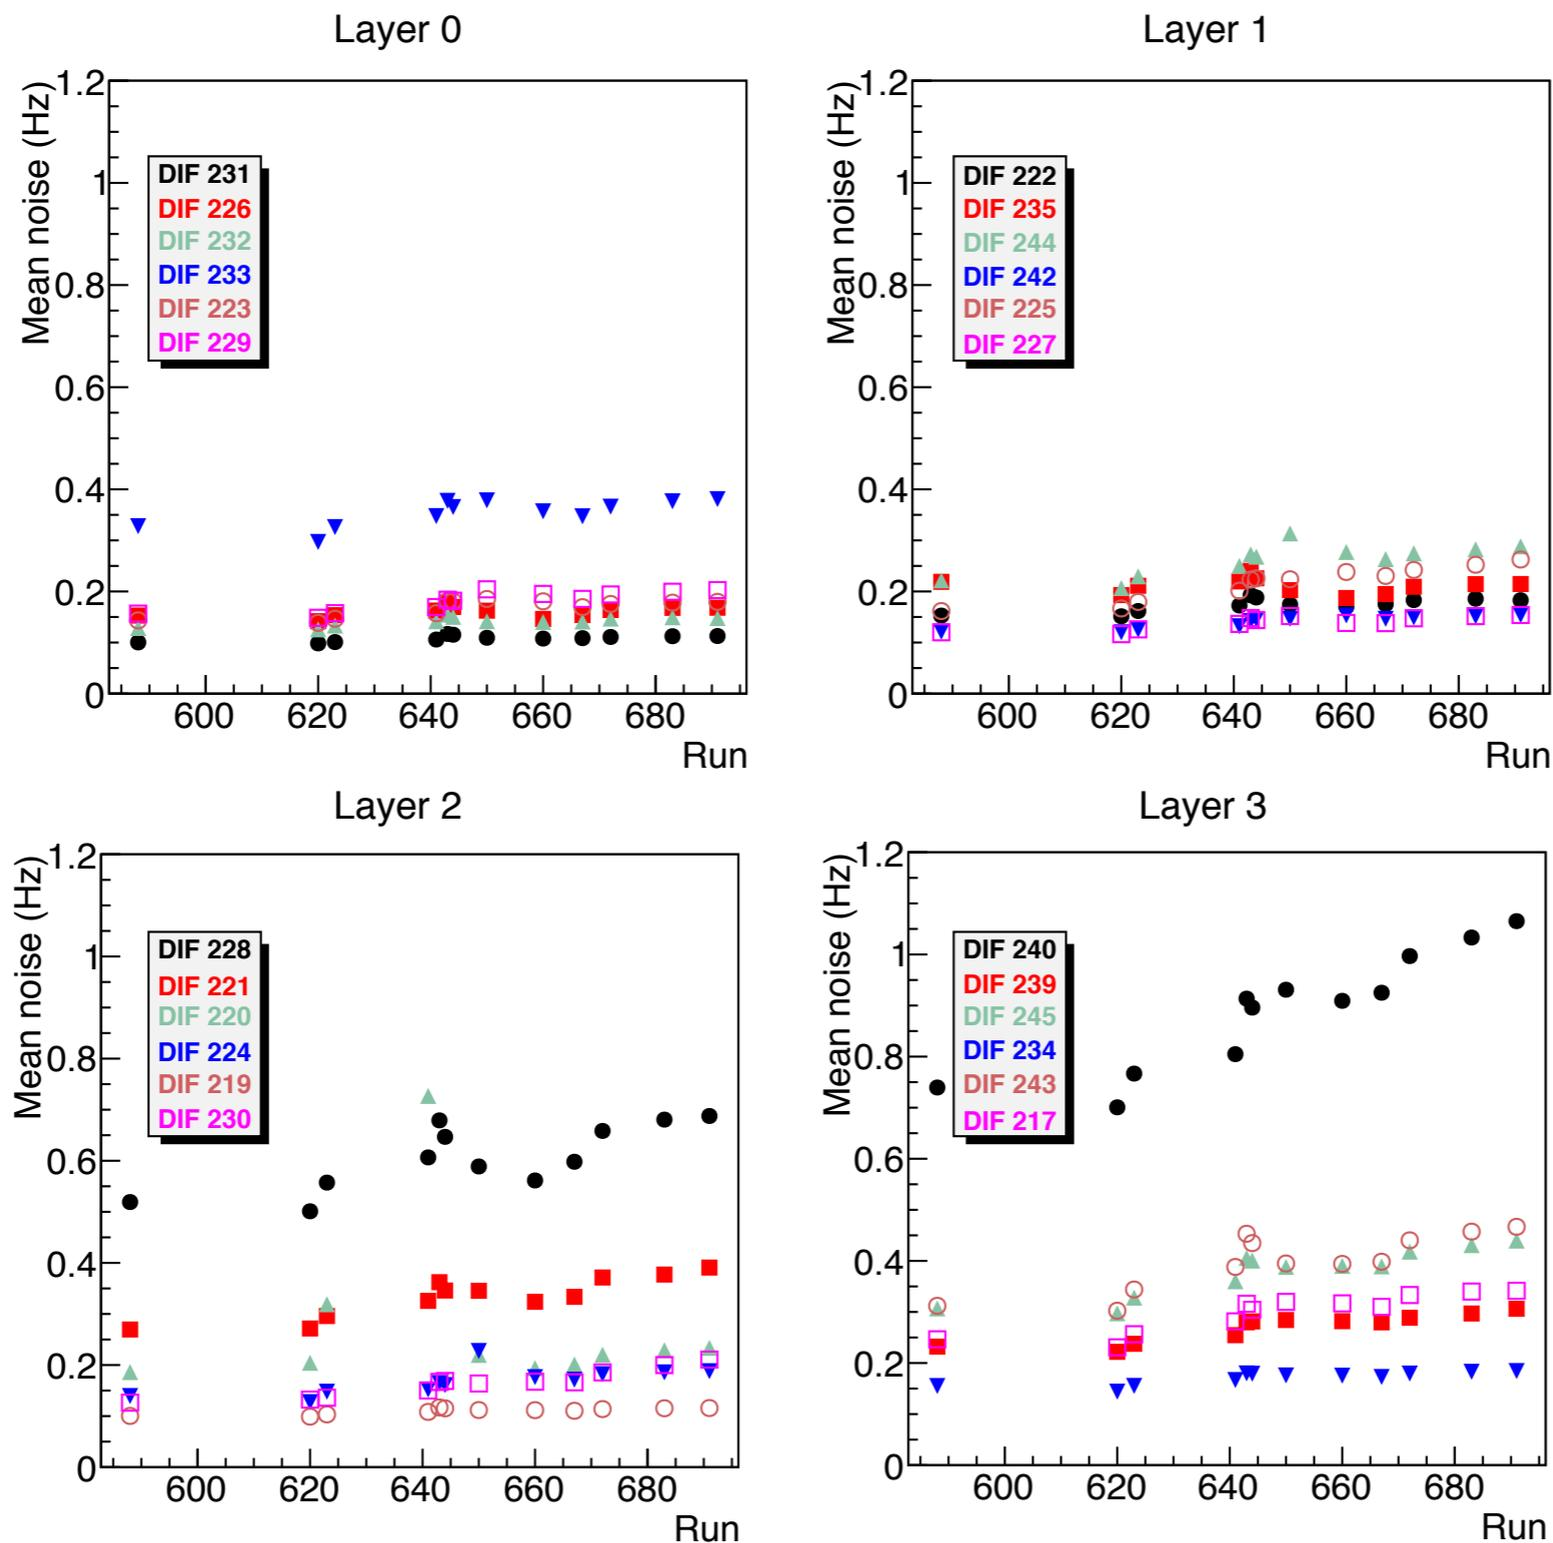 Layer 0
Mean noise (Hz)
1.2
1
0.8
0.6
0.4
0.2
0
DIF 231
DIF 226
DIF 232
DIF 233
DIF 223
DIF 229
600 620 640 660 680
Run
Layer 1
Mean noise (Hz)
1.2
1
0.8
0.6
0.4
0.2
0
DIF 222
DIF 235
DIF 244
DIF 242
DIF 225
DIF 227
600 620 640 660 680
Run
Layer 2
Mean noise (Hz)
1.2
1
0.8
0.6
0.4
0.2
0
DIF 228
DIF 221
DIF 220
DIF 224
DIF 219
DIF 230
600 620 640 660 680
Run
Layer 3
Mean noise (Hz)
1.2
1
0.8
0.6
0.4
0.2
0
DIF 240
DIF 239
DIF 245
DIF 234
DIF 243
DIF 217
600 620 640 660 680
Run